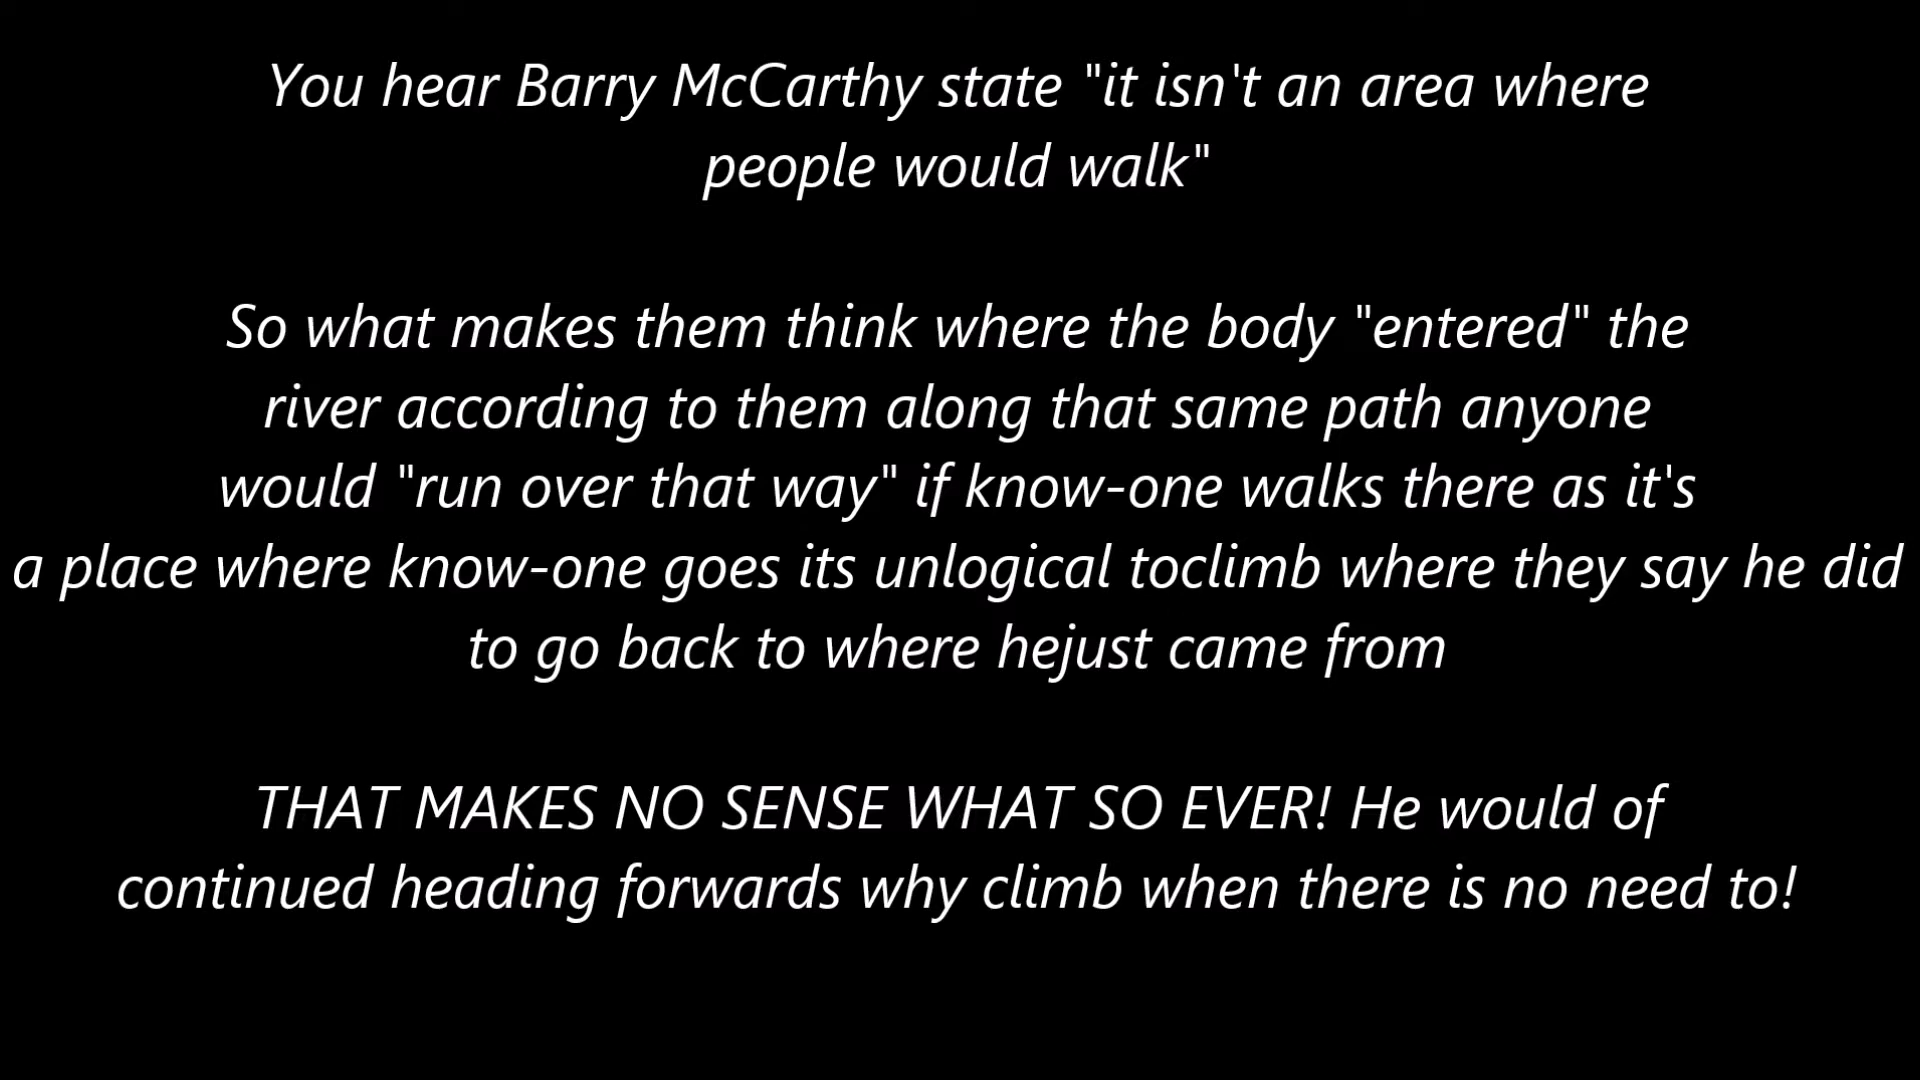 You hear Barry McCarthy state "it isn't an area where
people would walk"
So what makes them think where the body "entered" the
river according to them along that same path anyone
would "run over that way" if know-one walks there as it's
a place where know-one goes its unlogical toclimb where they say he did
to go back to where hejust came from
THAT MAKES NO SENSE WHAT SO EVER! He would of
continued heading forwards why climb when there is no need to!